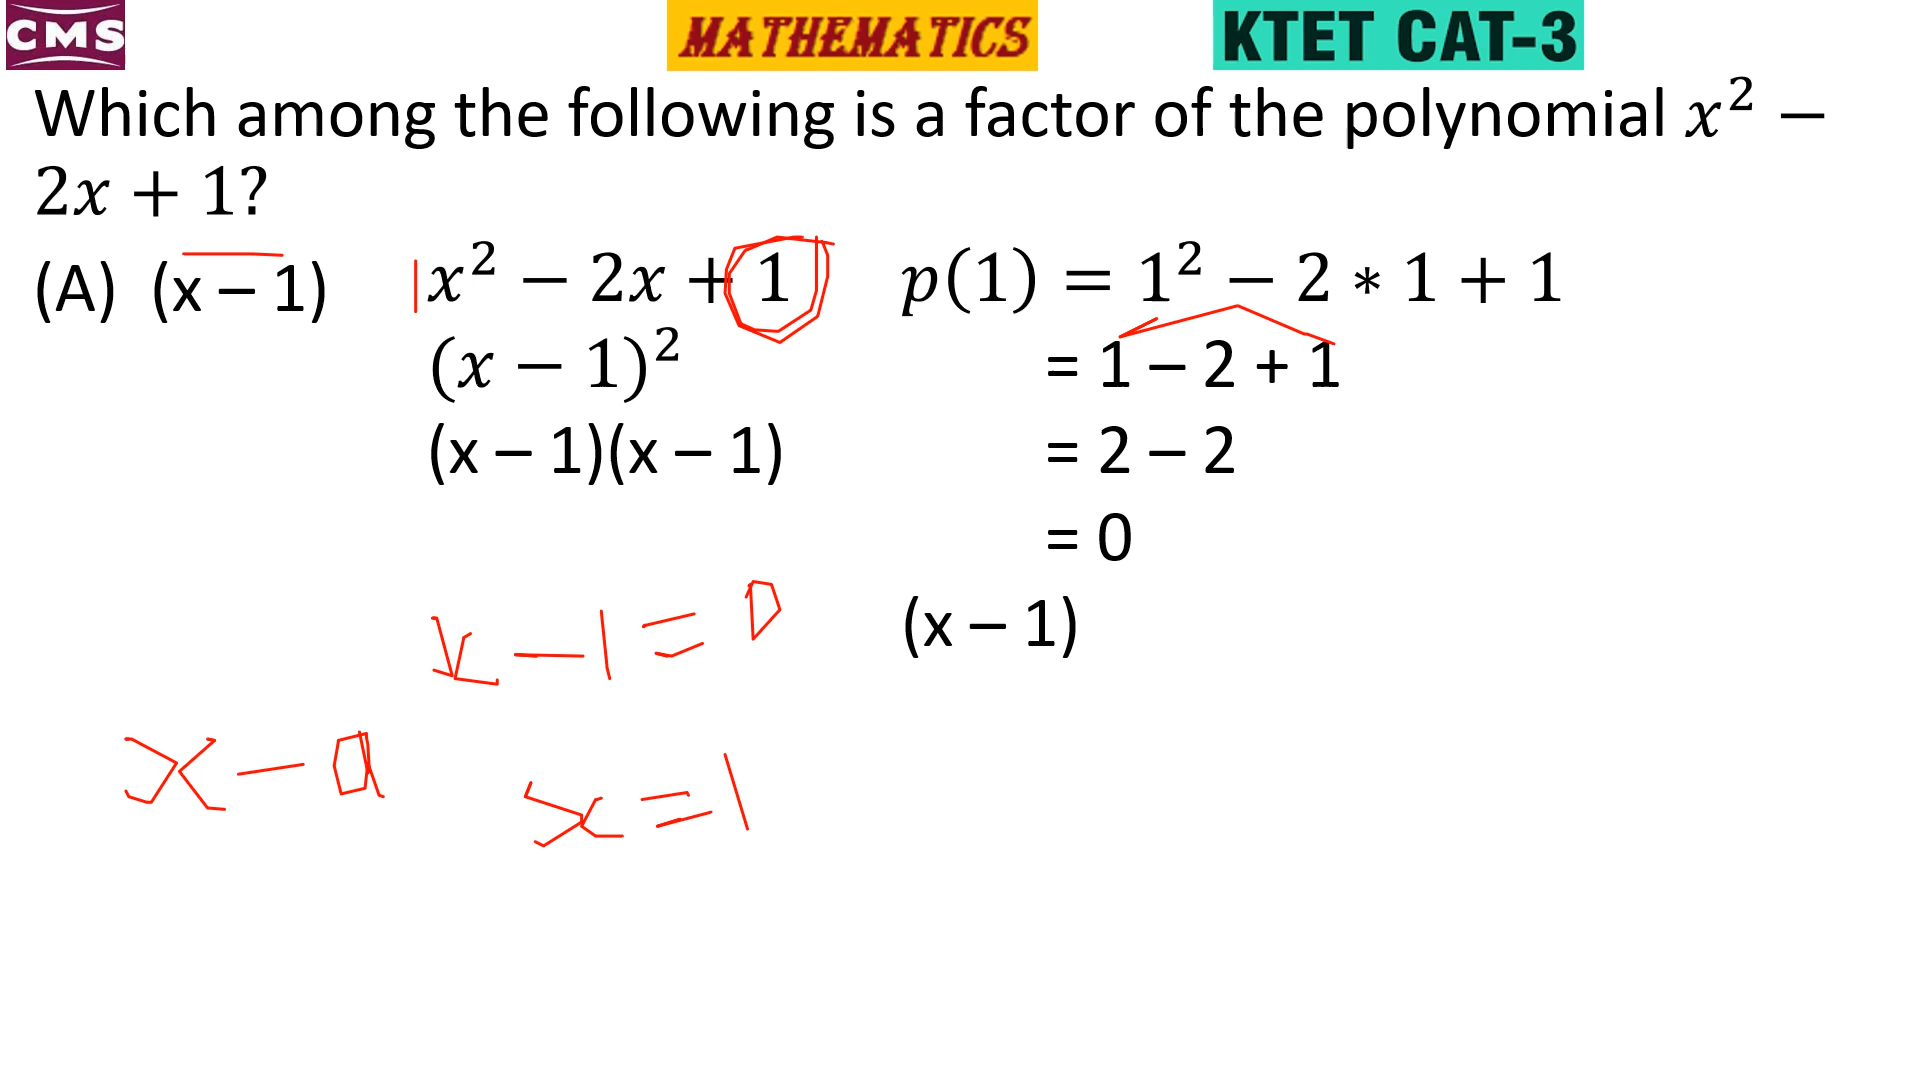 CMS
MATHEMATICS
KTET CAT-3
Which among the following is a factor of the polynomial x² −
2x + 1?
(A) (x – 1)
x² − 2x + 1
(x − 1)²
(x – 1)(x – 1)
p(1) = 1² − 2 ∗ 1 + 1
= 1 – 2 + 1
= 2 – 2
= 0
(x – 1)
x − 1 = 0
x − a
x = 1